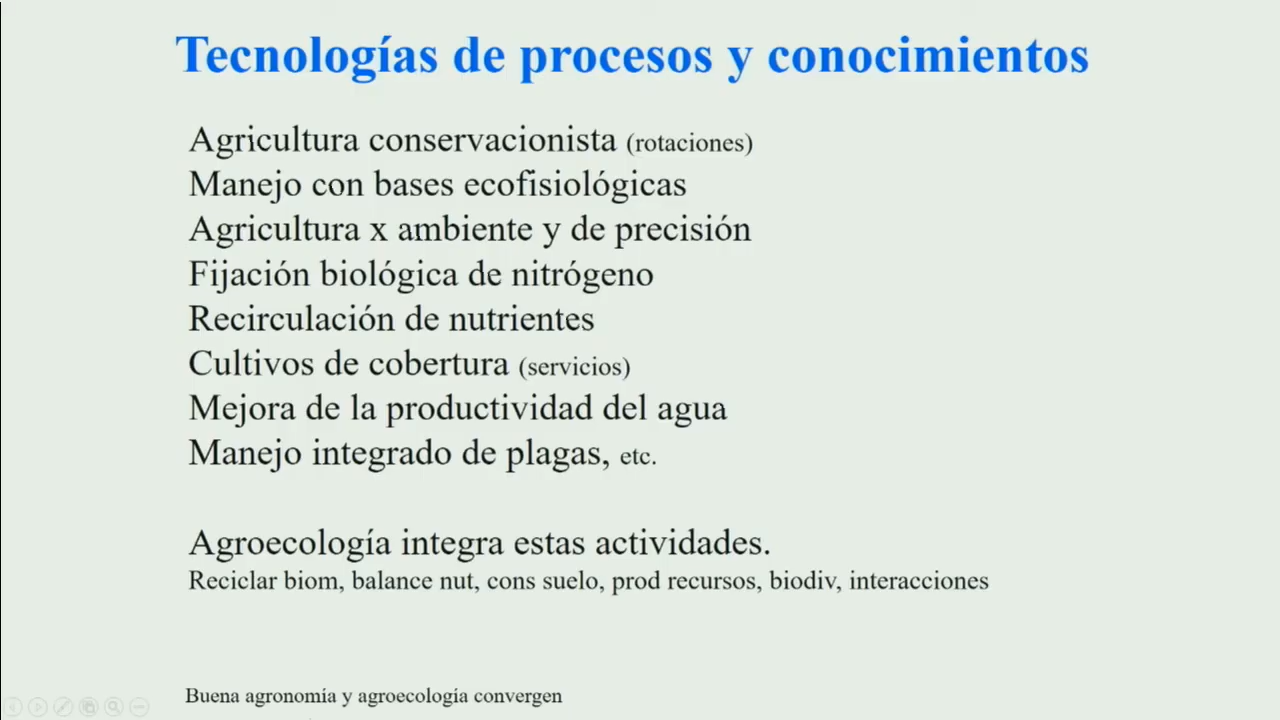 Tecnologías de procesos y conocimientos
Agricultura conservacionista (rotaciones)
Manejo con bases ecofisiológicas
Agricultura x ambiente y de precisión
Fijación biológica de nitrógeno
Recirculación de nutrientes
Cultivos de cobertura (servicios)
Mejora de la productividad del agua
Manejo integrado de plagas, etc.
Agroecología integra estas actividades.
Reciclar biom, balance nut, cons suelo, prod recursos, biodiv, interacciones
Buena agronomía y agroecología convergen